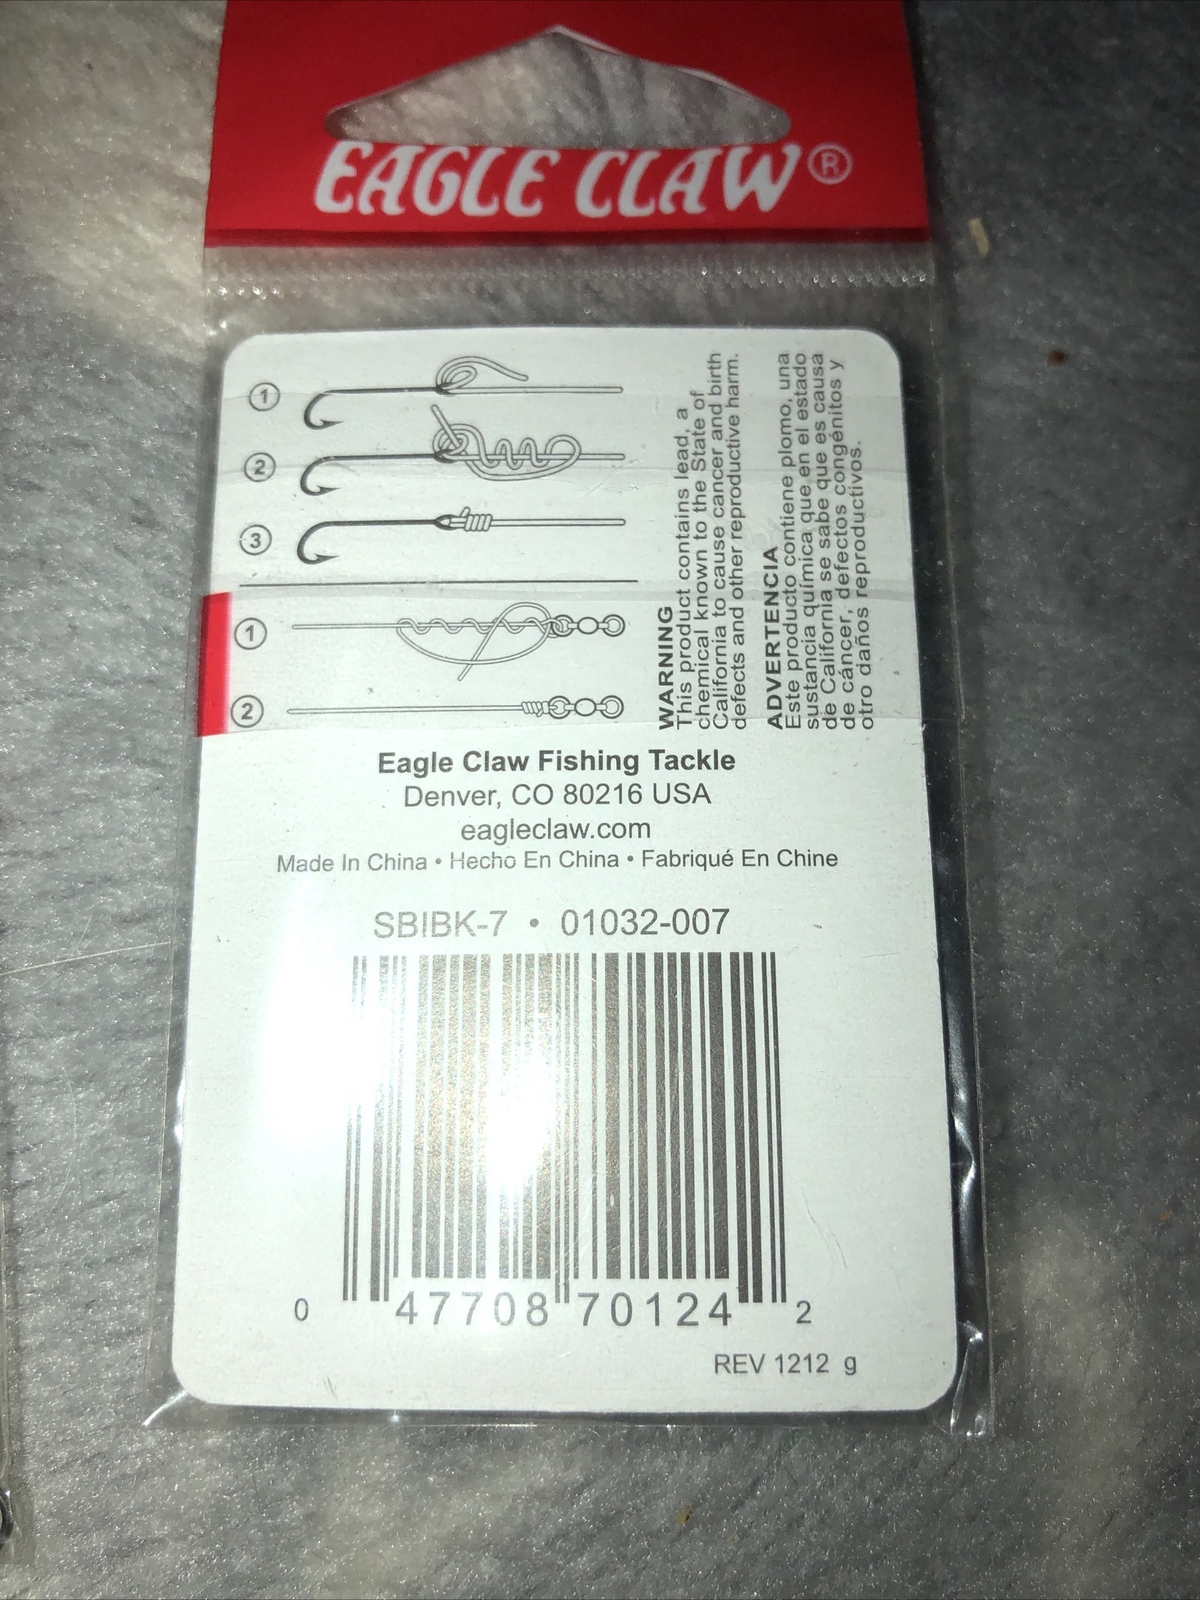 EAGLE CLAW®
1
2
3
1
2
WARNING
This product contains lead, a
chemical known to the State of
California to cause cancer and birth
defects and other reproductive harm.
ADVERTENCIA
Este producto contiene plomo, una
sustancia química que en el estado
de California se sabe que es causa
de cáncer, defectos congénitos y
otro daños reproductivos.
Eagle Claw Fishing Tackle
Denver, CO 80216 USA
eagleclaw.com
Made In China • Hecho En China • Fabriqué En Chine
SBIBK-7 • 01032-007
0 47708 70124 2
REV 1212 g